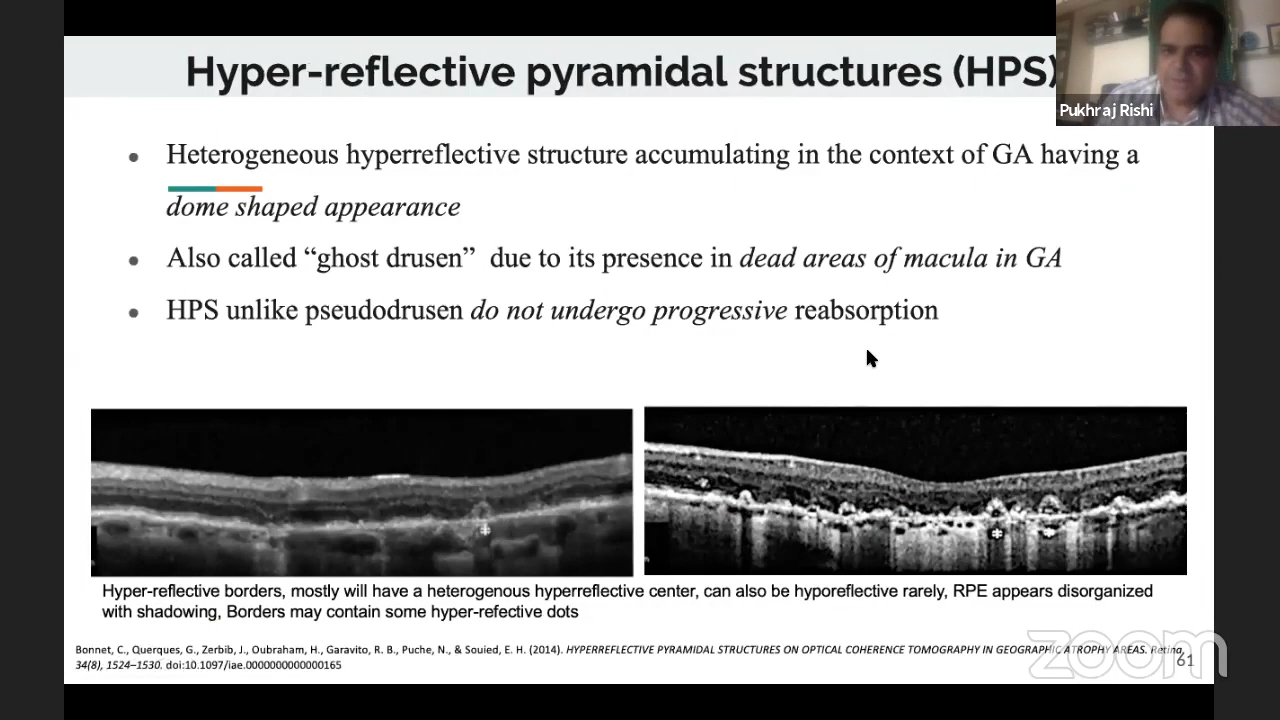 Hyper-reflective pyramidal structures (HPS)
Pukhraj Rishi
• Heterogeneous hyperreflective structure accumulating in the context of GA having a
dome shaped appearance
• Also called “ghost drusen” due to its presence in dead areas of macula in GA
• HPS unlike pseudodrusen do not undergo progressive reabsorption
Hyper-reflective borders, mostly will have a heterogenous hyperreflective center, can also be hyporeflective rarely, RPE appears disorganized
with shadowing, Borders may contain some hyper-refective dots
Bonnet, C., Querques, G., Zerbib, J., Oubraham, H., Garavito, R. B., Puche, N., & Souied, E. H. (2014). HYPERREFLECTIVE PYRAMIDAL STRUCTURES ON OPTICAL COHERENCE TOMOGRAPHY IN GEOGRAPHIC ATROPHY AREAS. Retina,
34(8), 1524–1530. doi:10.1097/iae.0000000000000165
zoom
61